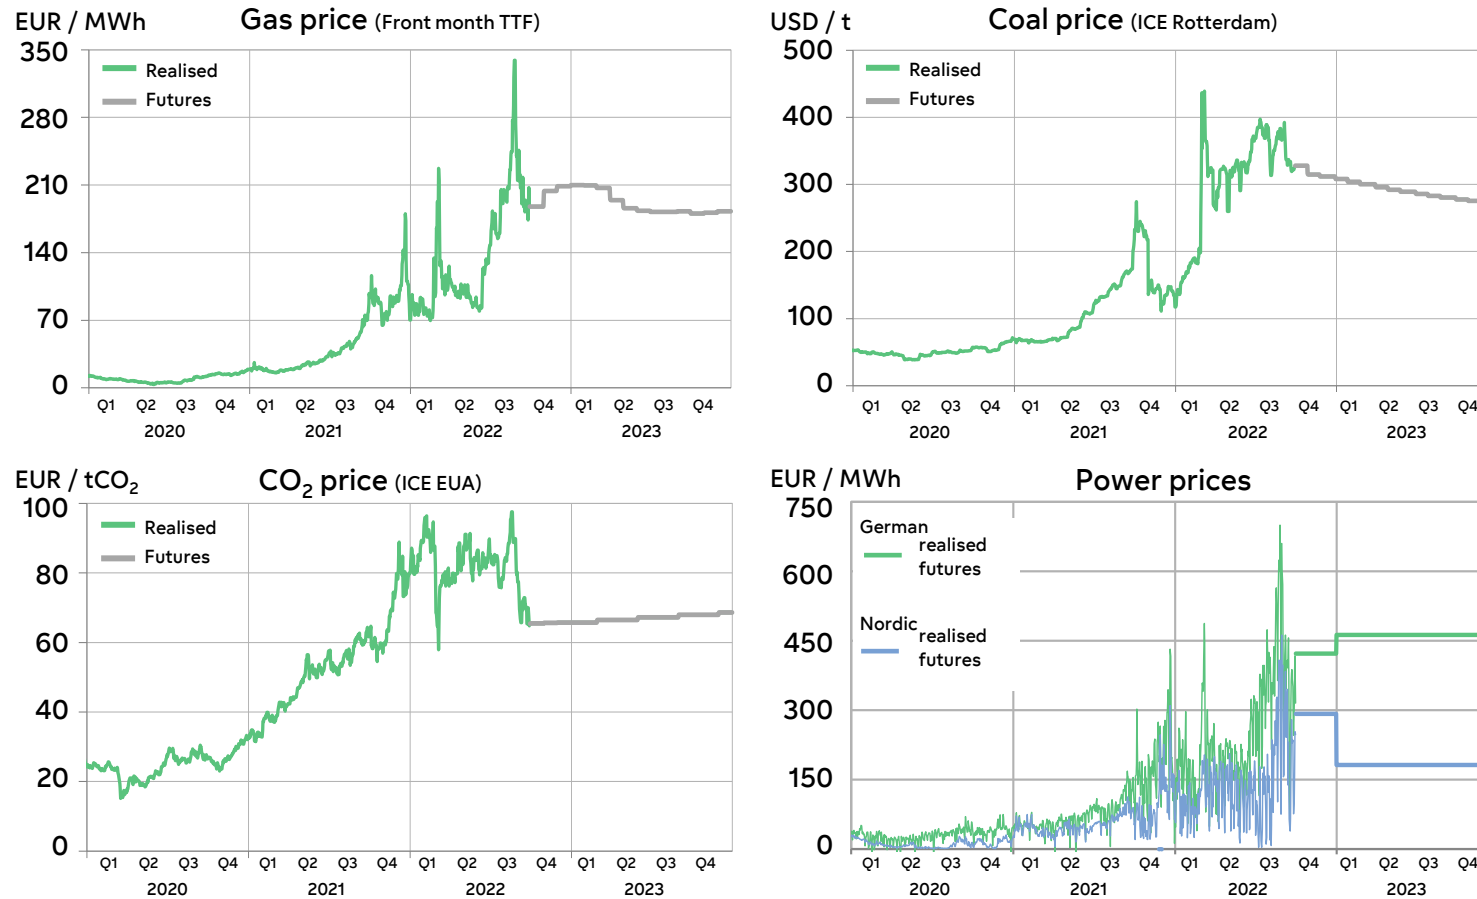 EUR / MWh
Gas price (Front month TTF)
350
Realised
Futures
280
210
140
70
0
Q1 Q2 Q3 Q4 Q1 Q2 Q3 Q4 Q1 Q2 Q3 Q4 Q1 Q2 Q3 Q4
2020 2021 2022 2023
USD / t
Coal price (ICE Rotterdam)
500
Realised
Futures
400
300
200
100
0
Q1 Q2 Q3 Q4 Q1 Q2 Q3 Q4 Q1 Q2 Q3 Q4 Q1 Q2 Q3 Q4
2020 2021 2022 2023
EUR / tCO2
CO2 price (ICE EUA)
100
Realised
Futures
80
60
40
20
0
Q1 Q2 Q3 Q4 Q1 Q2 Q3 Q4 Q1 Q2 Q3 Q4 Q1 Q2 Q3 Q4
2020 2021 2022 2023
EUR / MWh
Power prices
750
German
realised
futures
600
Nordic
realised
futures
450
300
150
0
Q1 Q2 Q3 Q4 Q1 Q2 Q3 Q4 Q1 Q2 Q3 Q4 Q1 Q2 Q3 Q4
2020 2021 2022 2023